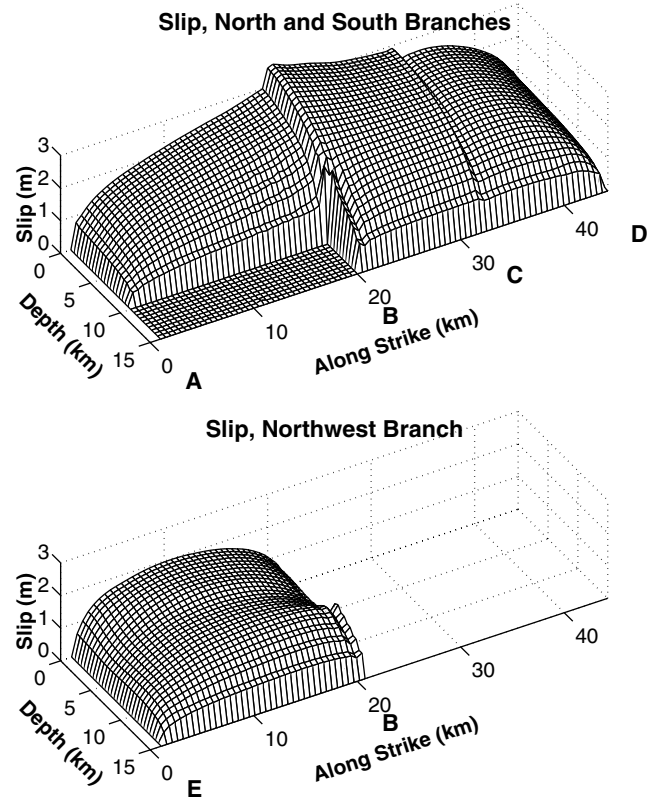 Slip, North and South Branches
3
2
1
0
Slip (m)
0
5
10
15
Depth (km)
0
10
20
30
40
Along Strike (km)
A
B
C
D
Slip, Northwest Branch
3
2
1
0
Slip (m)
0
5
10
15
Depth (km)
0
10
20
30
40
Along Strike (km)
E
B